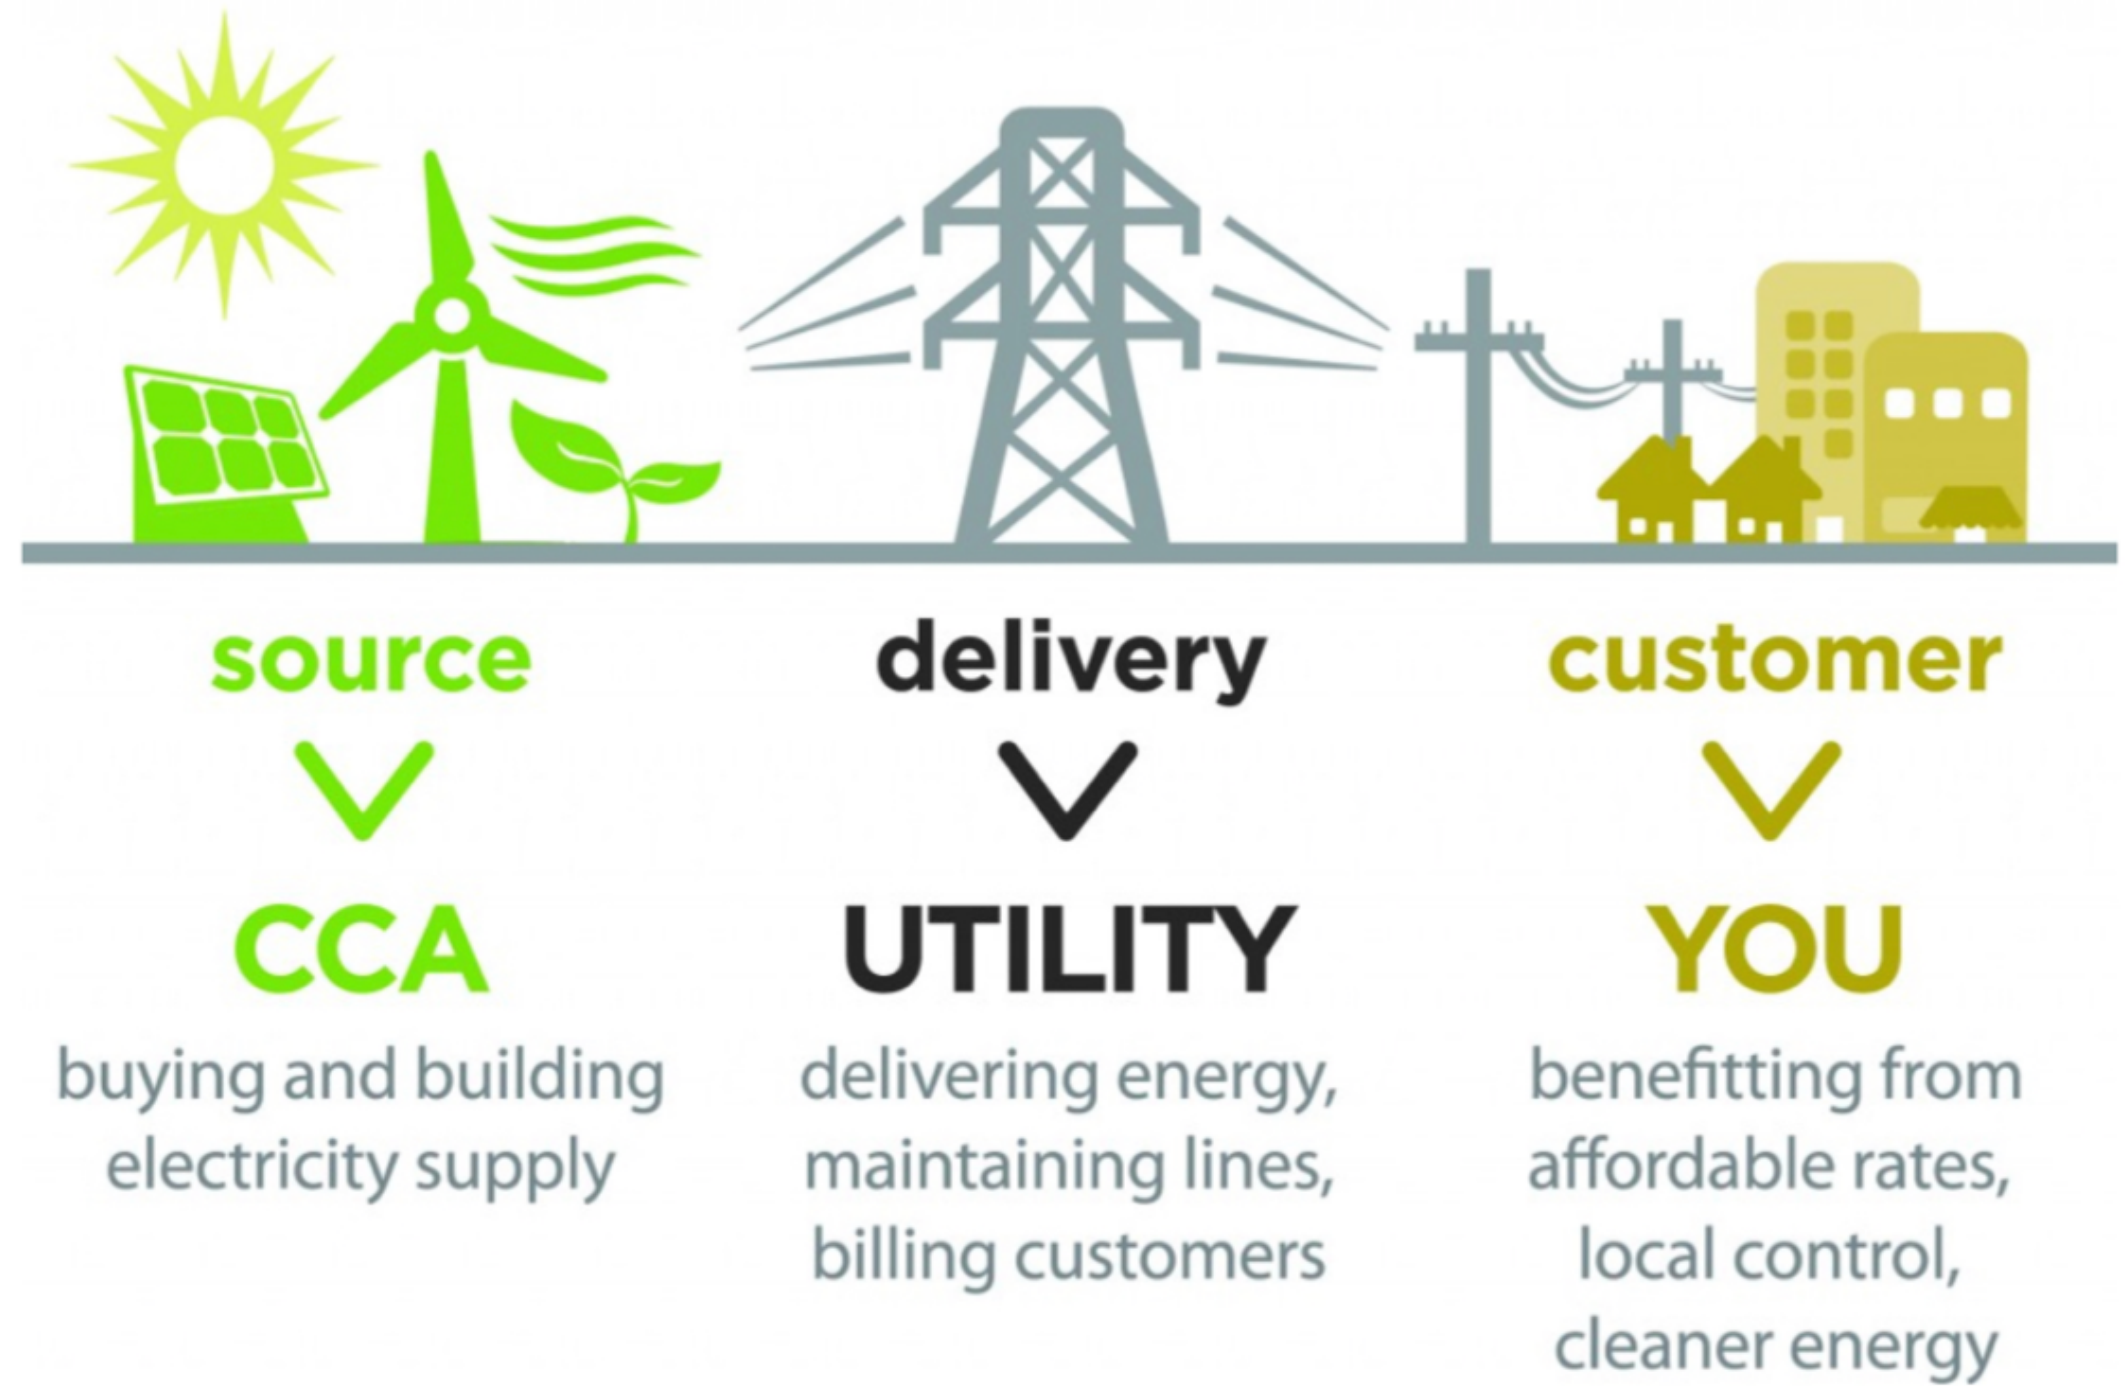 source
CCA
buying and building
electricity supply
delivery
UTILITY
delivering energy,
maintaining lines,
billing customers
customer
YOU
benefitting from
affordable rates,
local control,
cleaner energy